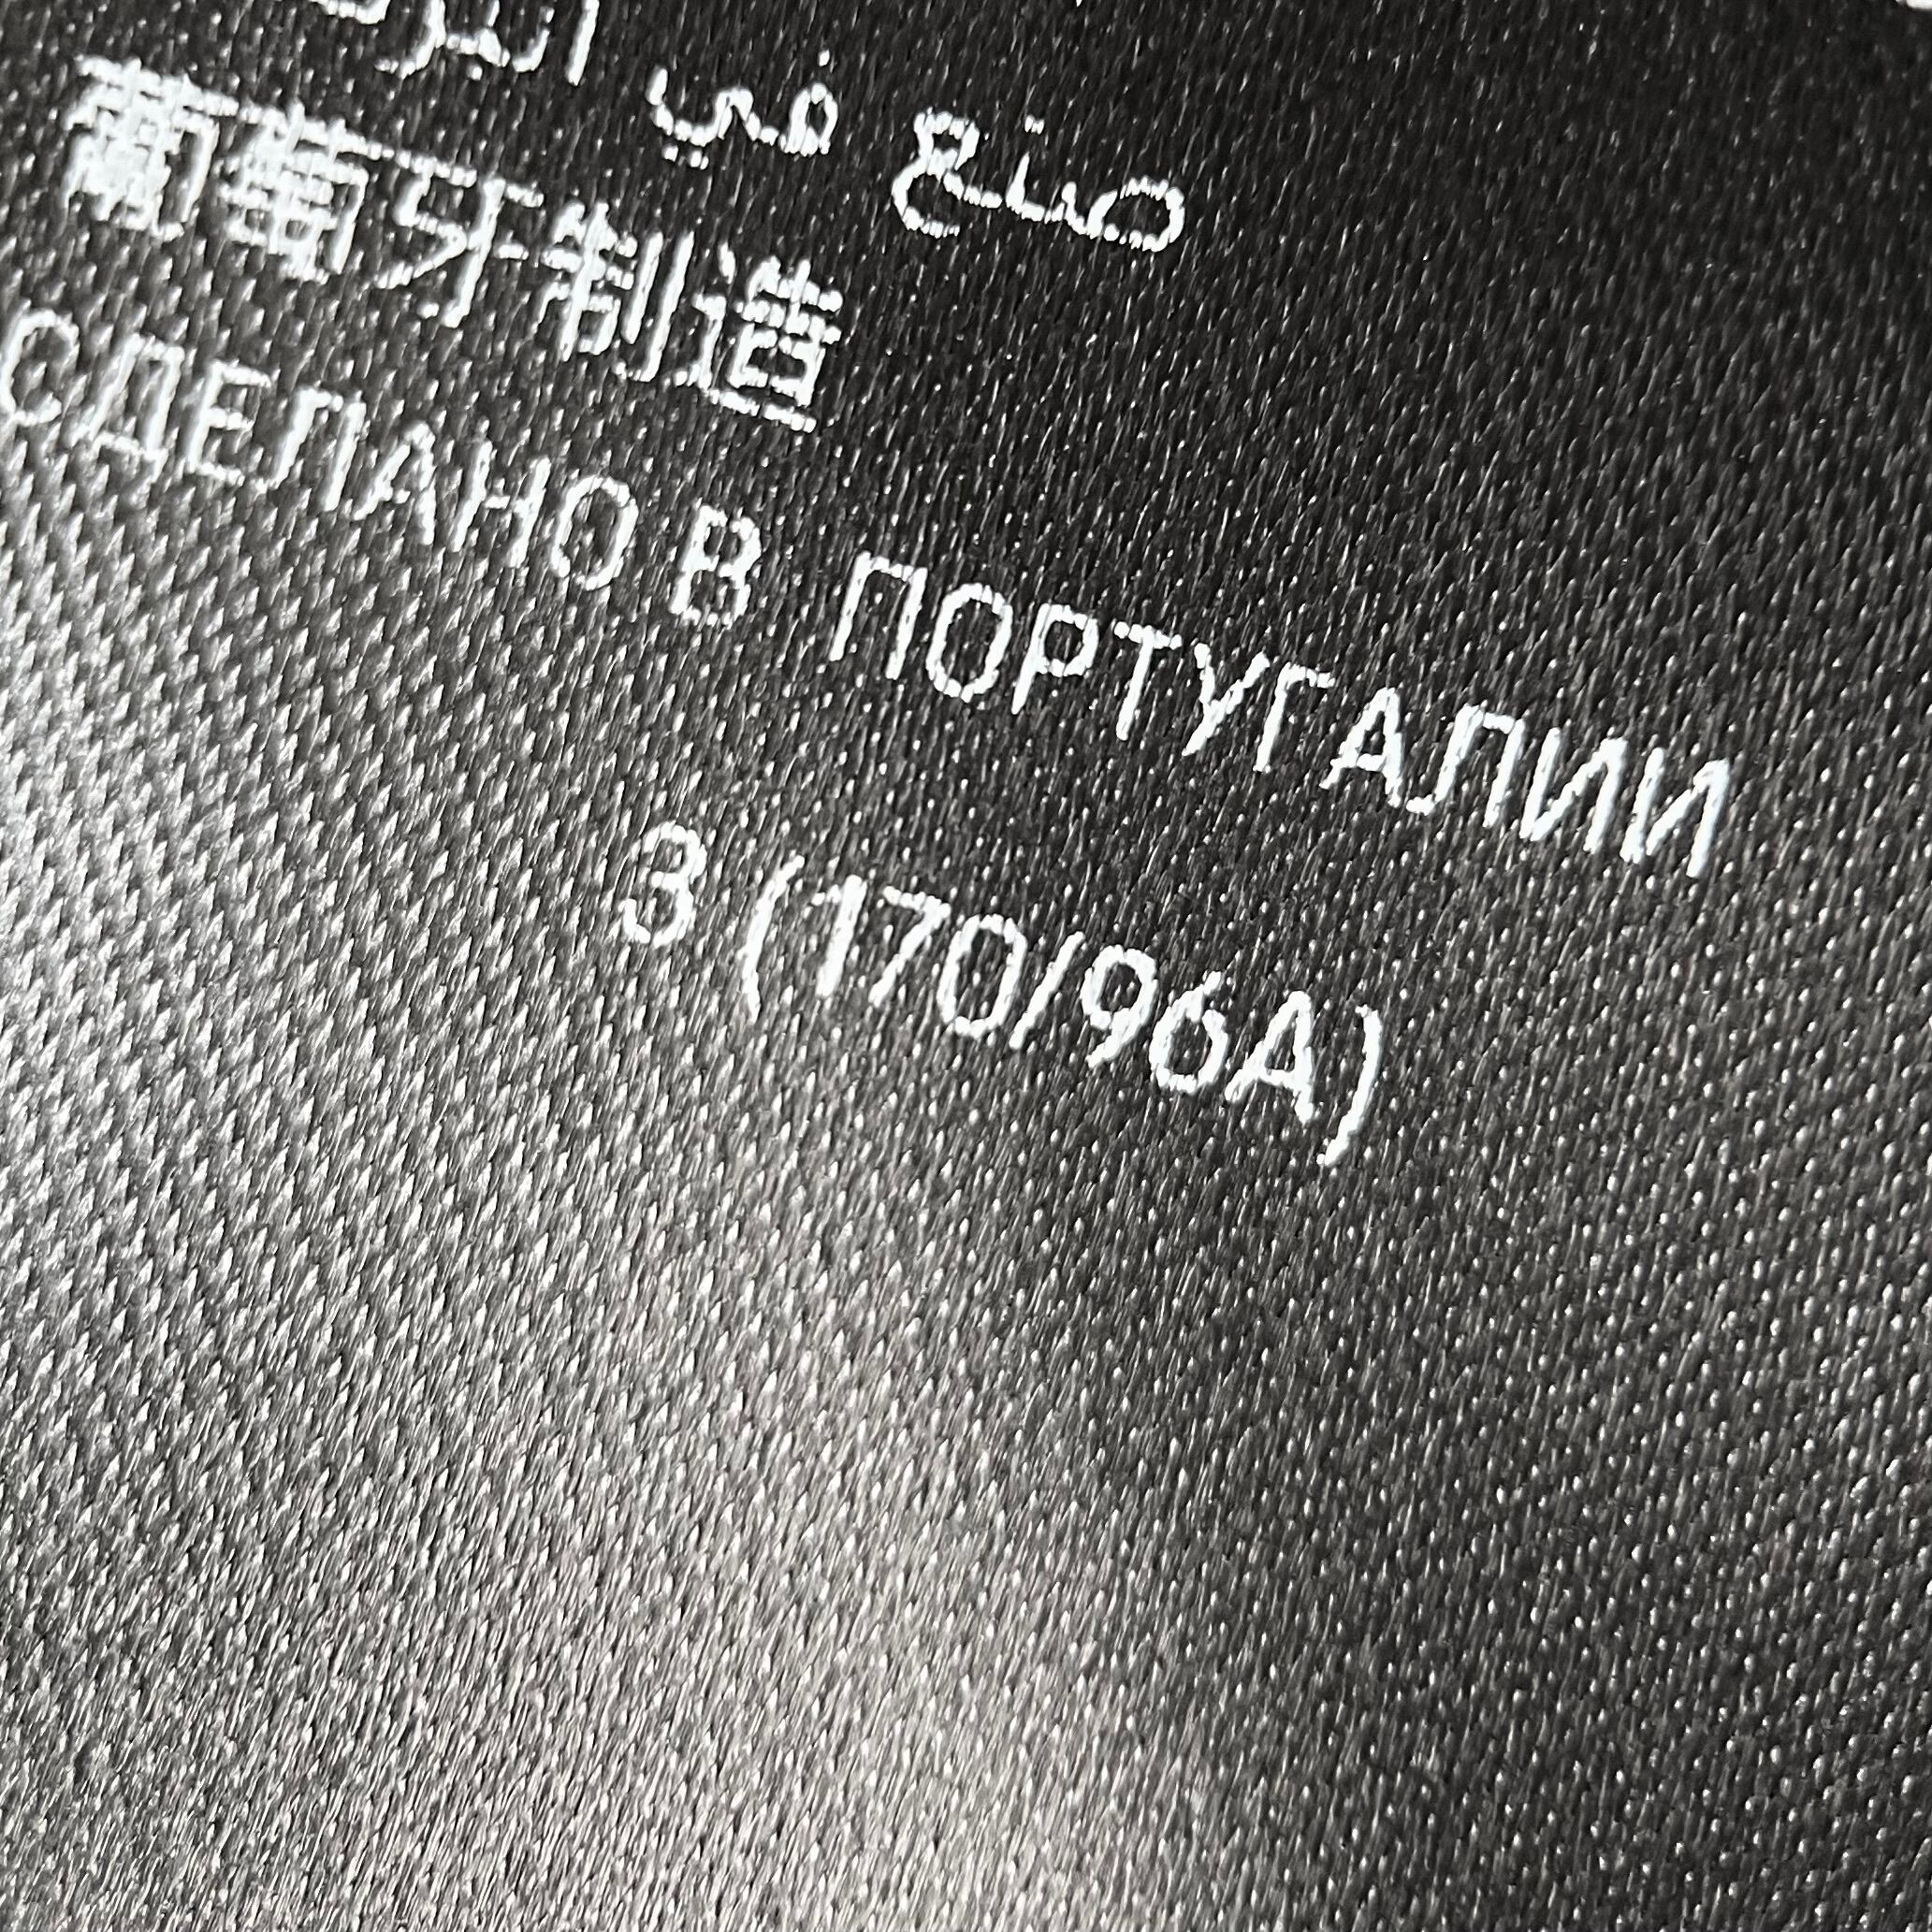 صنع في
葡萄牙制造
СДЕЛАНО В ПОРТУГАЛИИ
3 (170/96A)